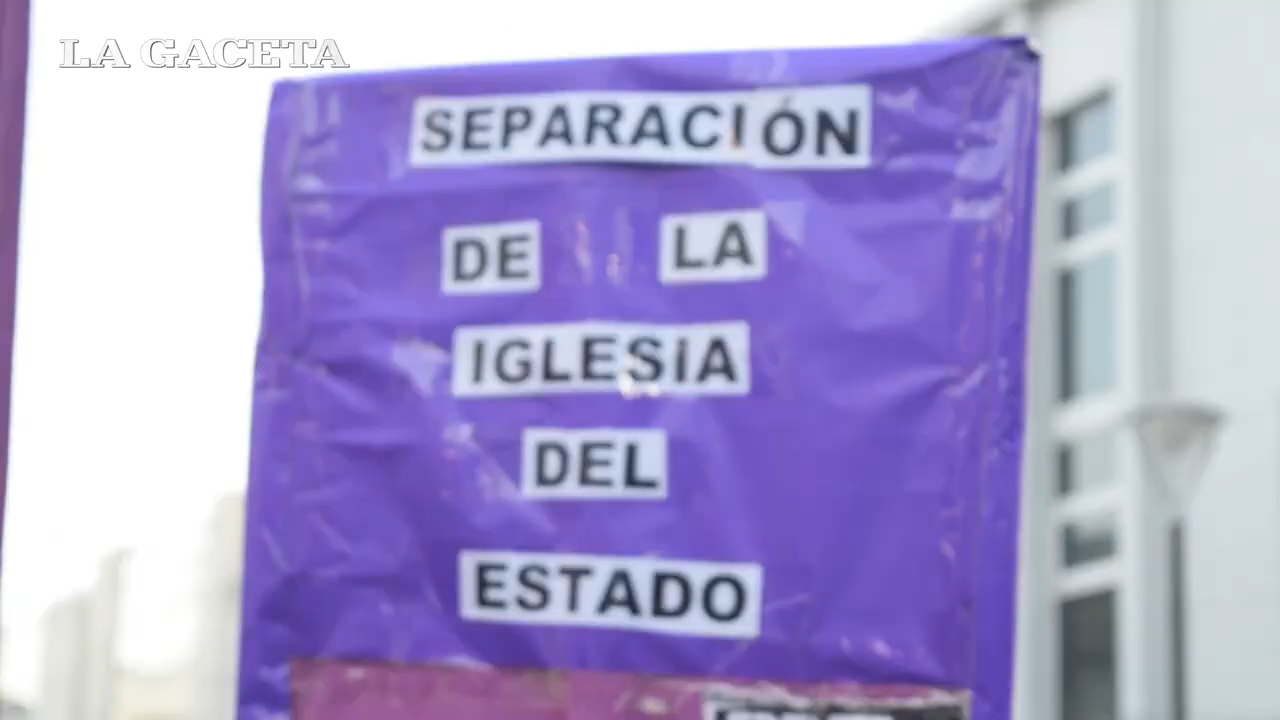 LA GACETA
SEPARACIÓN
DE LA
IGLESIA
DEL
ESTADO